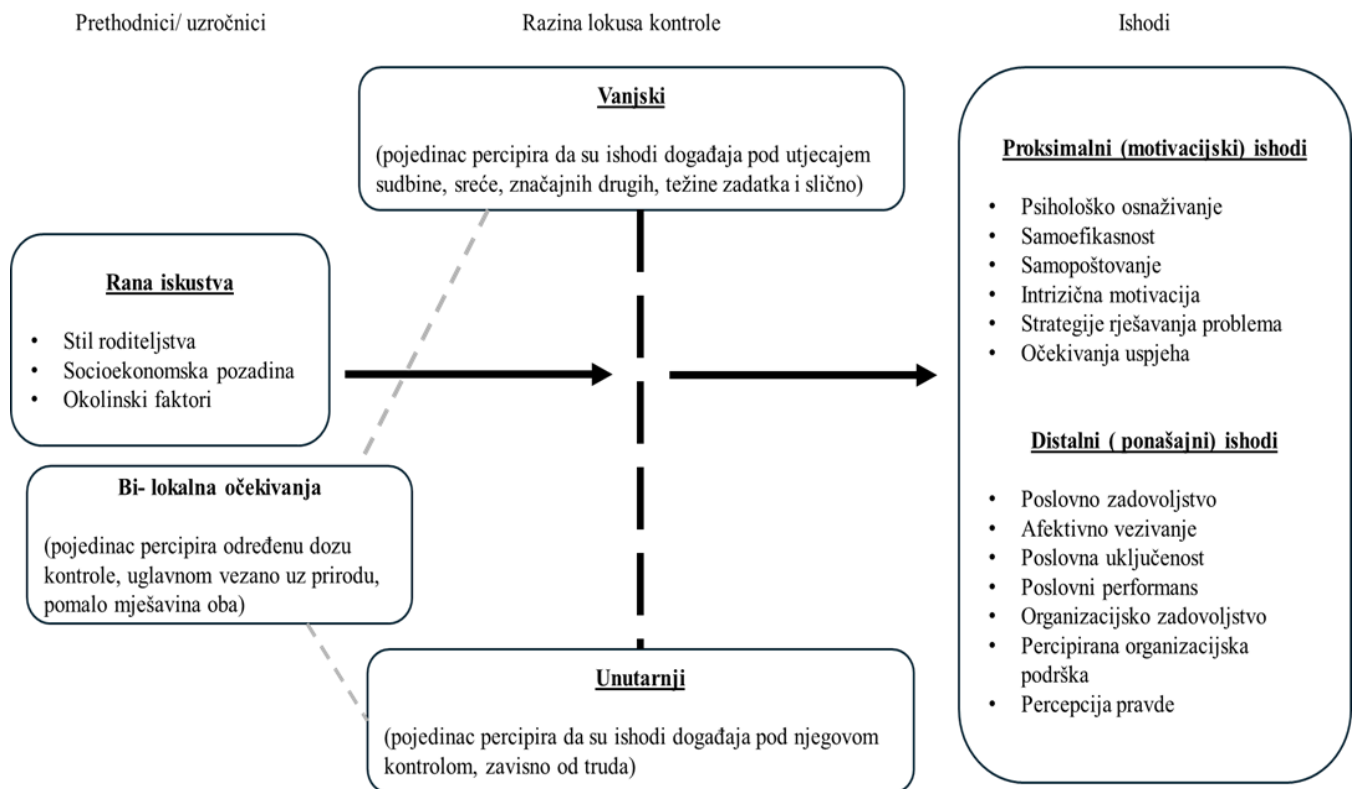 Prethodnici/ uzročnici
Razina lokusa kontrole
Ishodi
Vanjski
(pojedinac percipira da su ishodi događaja pod utjecajem
sudbine, sreće, značajnih drugih, težine zadatka i slično)
Rana iskustva
• Stil roditeljstva
• Socioekonomska pozadina
• Okolinski faktori
Bi- lokalna očekivanja
(pojedinac percipira određenu dozu
kontrole, uglavnom vezano uz prirodu,
pomalo mješavina oba)
Unutarnji
(pojedinac percipira da su ishodi događaja pod njegovom
kontrolom, zavisno od truda)
Proksimalni (motivacijski) ishodi
• Psihološko osnaživanje
• Samoefikasnost
• Samopoštovanje
• Intrizična motivacija
• Strategije rješavanja problema
• Očekivanja uspjeha
Distalni ( ponašajni) ishodi
• Poslovno zadovoljstvo
• Afektivno vezivanje
• Poslovna uključenost
• Poslovni performans
• Organizacijsko zadovoljstvo
• Percipirana organizacijska
podrška
• Percepcija pravde